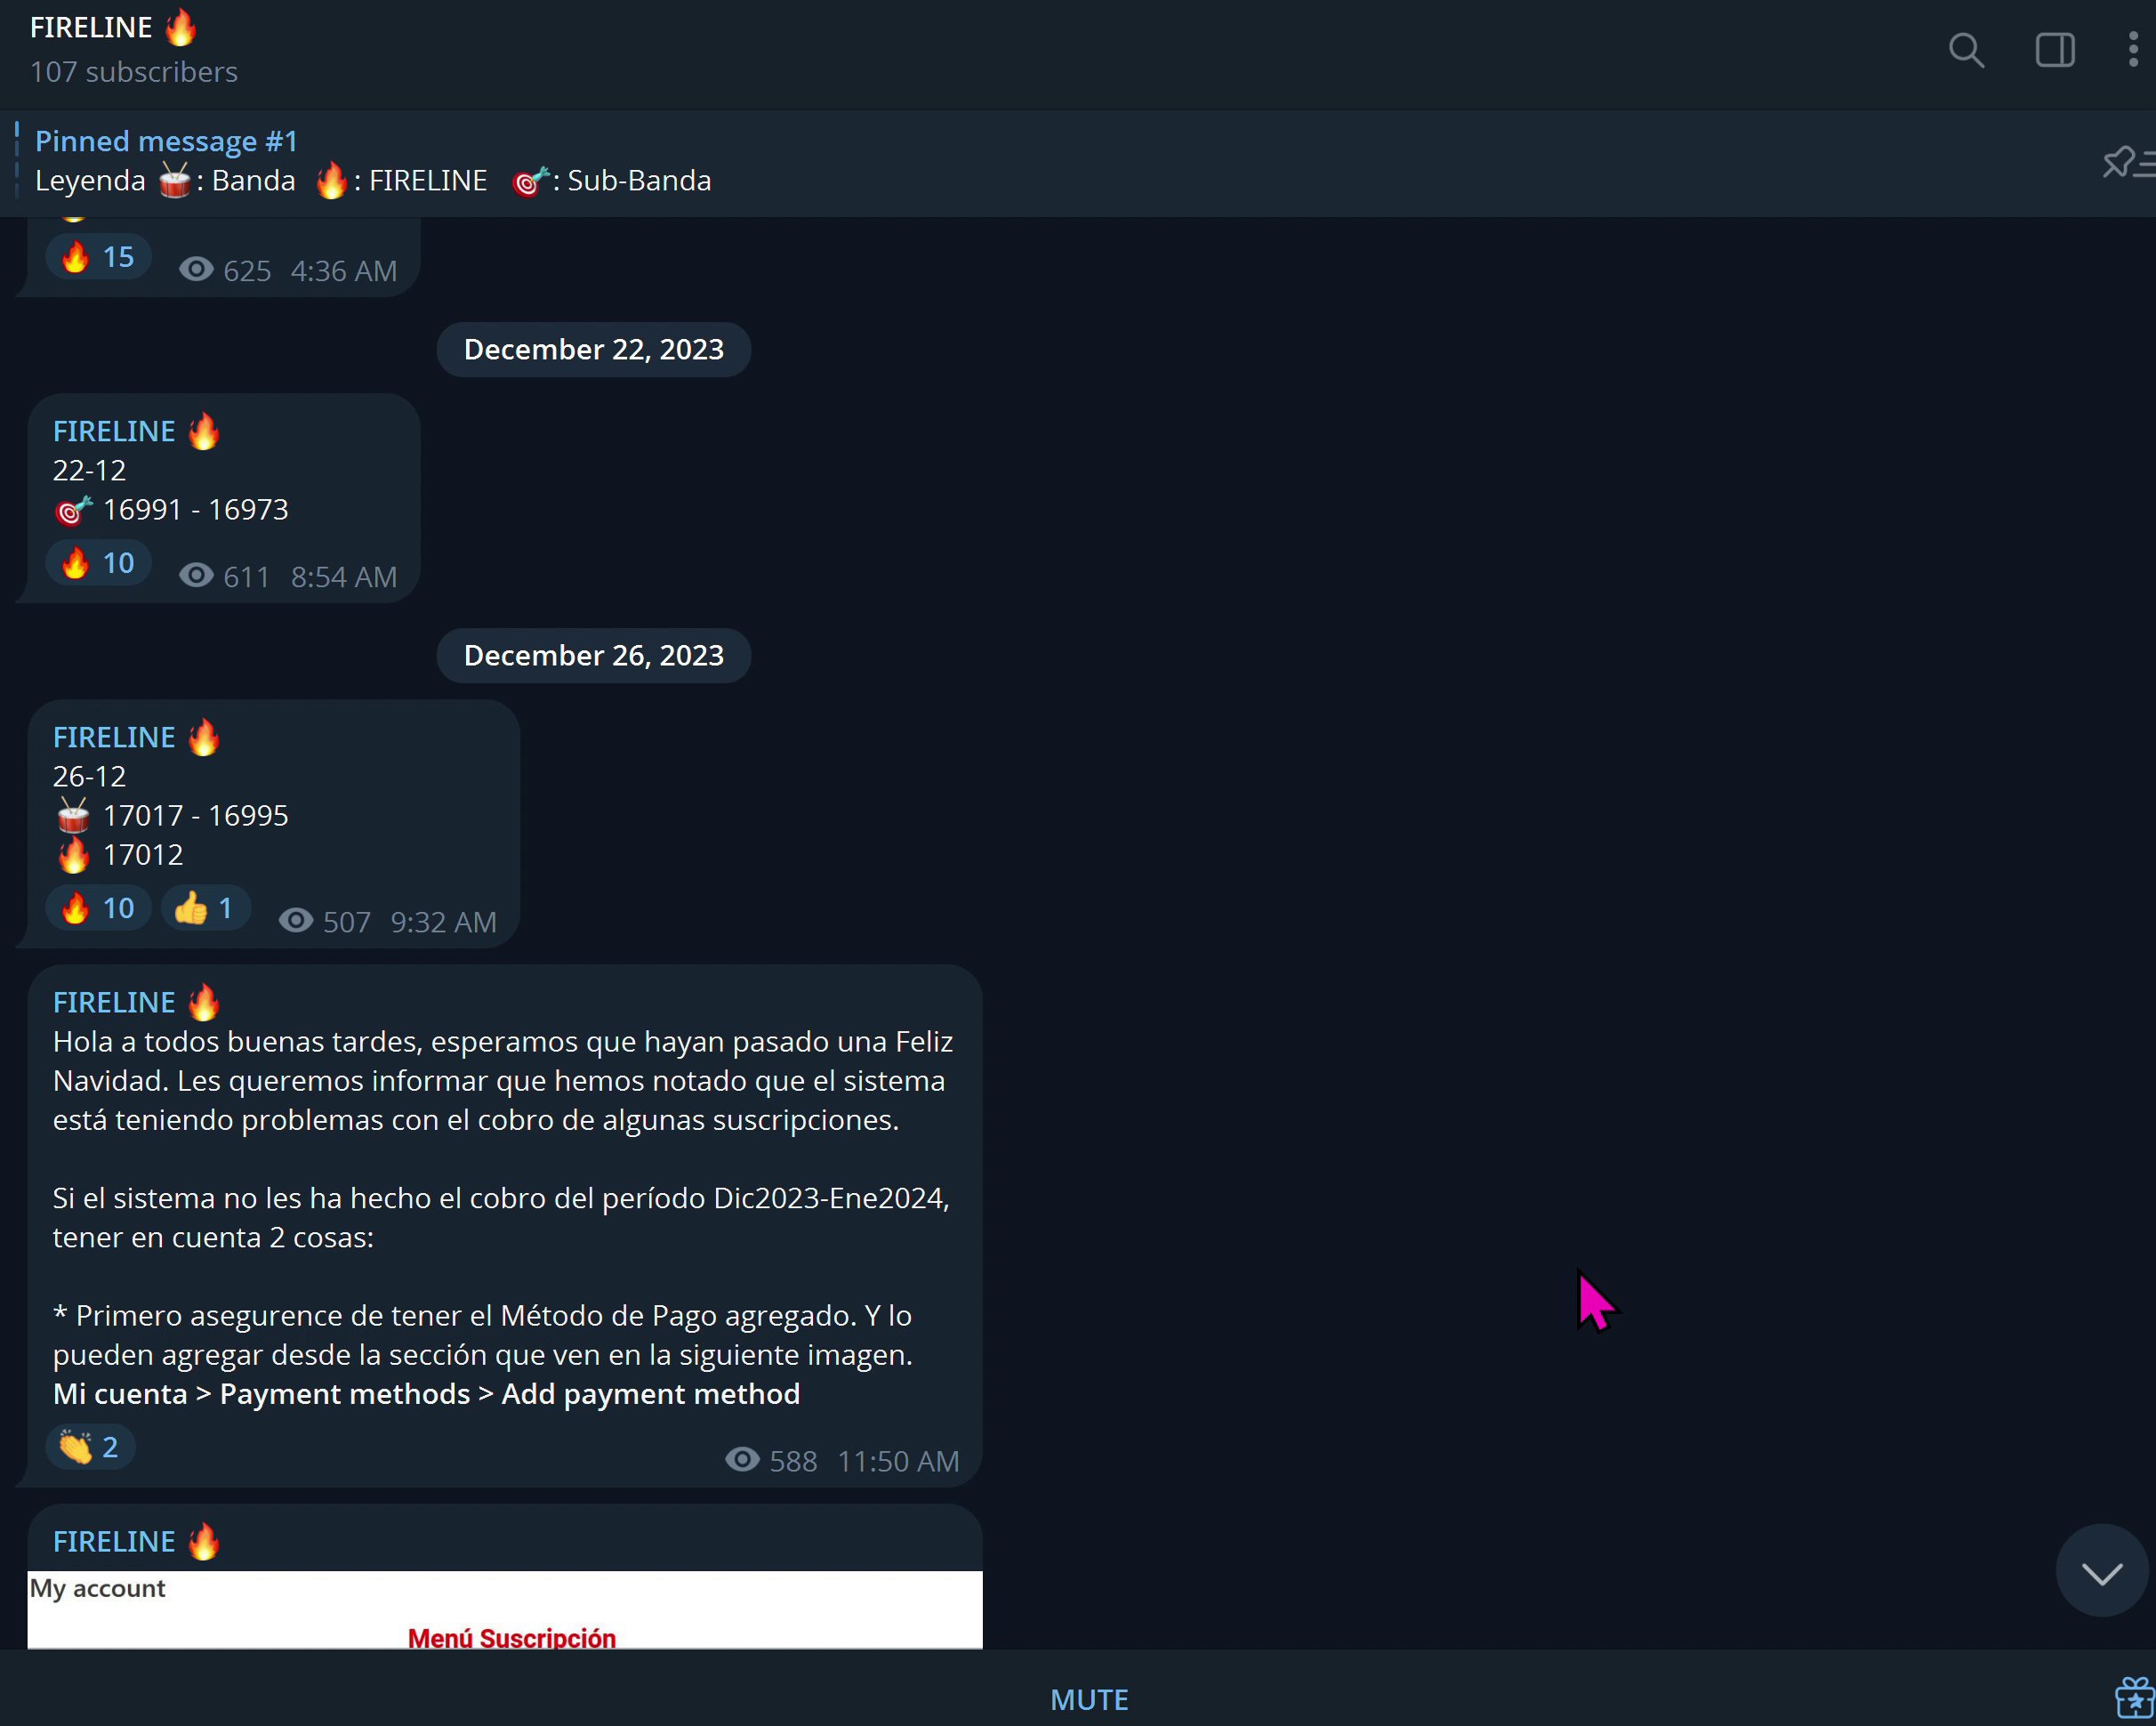 FIRELINE 🔥
107 subscribers
Pinned message #1
Leyenda 🥁: Banda 🔥: FIRELINE 🎯: Sub-Banda
🔥 15 625 4:36 AM
December 22, 2023
FIRELINE 🔥
22-12
🎯 16991 - 16973
🔥 10 611 8:54 AM
December 26, 2023
FIRELINE 🔥
26-12
🥁 17017 - 16995
🔥 17012
🔥 10 👍 1 507 9:32 AM
FIRELINE 🔥
Hola a todos buenas tardes, esperamos que hayan pasado una Feliz
Navidad. Les queremos informar que hemos notado que el sistema
está teniendo problemas con el cobro de algunas suscripciones.
Si el sistema no les ha hecho el cobro del período Dic2023-Ene2024,
tener en cuenta 2 cosas:
* Primero asegurence de tener el Método de Pago agregado. Y lo
pueden agregar desde la sección que ven en la siguiente imagen.
Mi cuenta > Payment methods > Add payment method
👏 2 588 11:50 AM
FIRELINE 🔥
My account
Menú Suscripción
MUTE